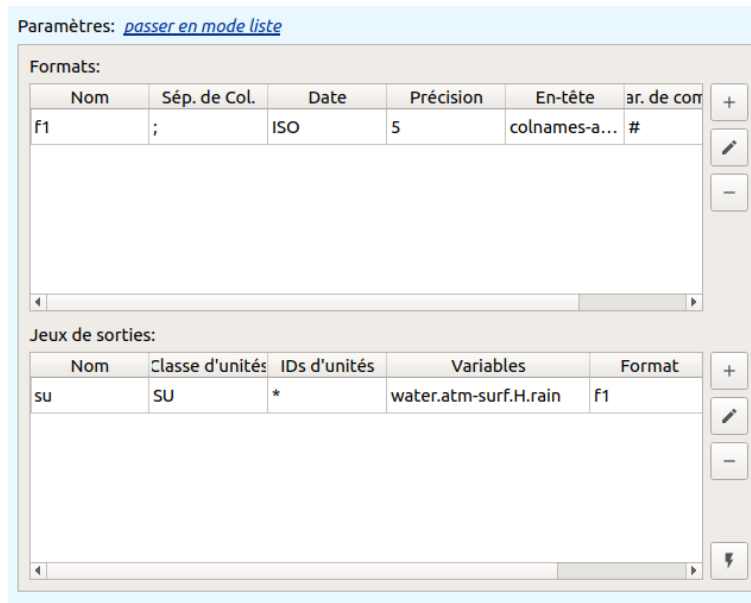 Paramètres: passer en mode liste
Formats:
Nom Sép. de Col. Date Précision En-tête ar. de com
f1 ; ISO 5 colnames-a... #
Jeux de sorties:
Nom Classe d'unités IDs d'unités Variables Format
su SU * water.atm-surf.H.rain f1